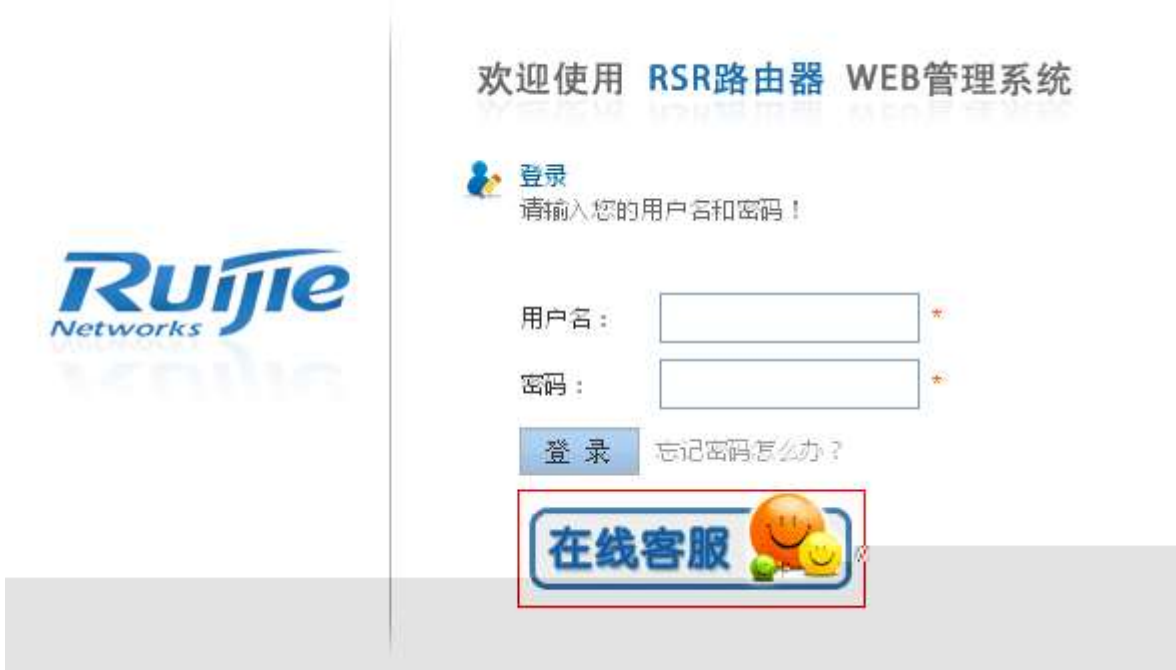 欢迎使用 RSR路由器 WEB管理系统
登录
请输入您的用户名和密码！
Ruijie
Networks
用户名： *
密码： *
登 录 忘记密码怎么办？
在线客服